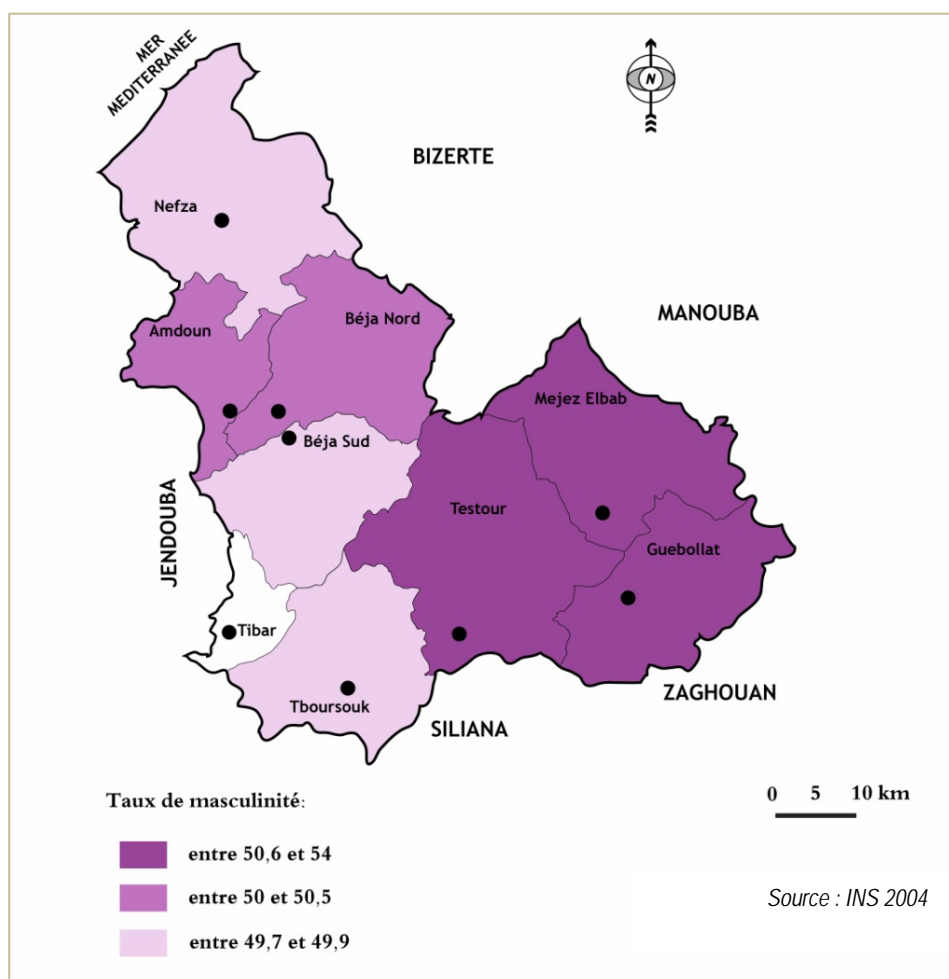 MER
MEDITERRANEE
N
BIZERTE
Nefza
MANOUBA
Amdoun
Béja Nord
Mejez Elbab
Béja Sud
JENDOUBA
Testour
Guebollat
Tibar
Tboursouk
SILIANA
ZAGHOUAN
Taux de masculinité:
0 5 10 km
entre 50,6 et 54
entre 50 et 50,5
Source : INS 2004
entre 49,7 et 49,9